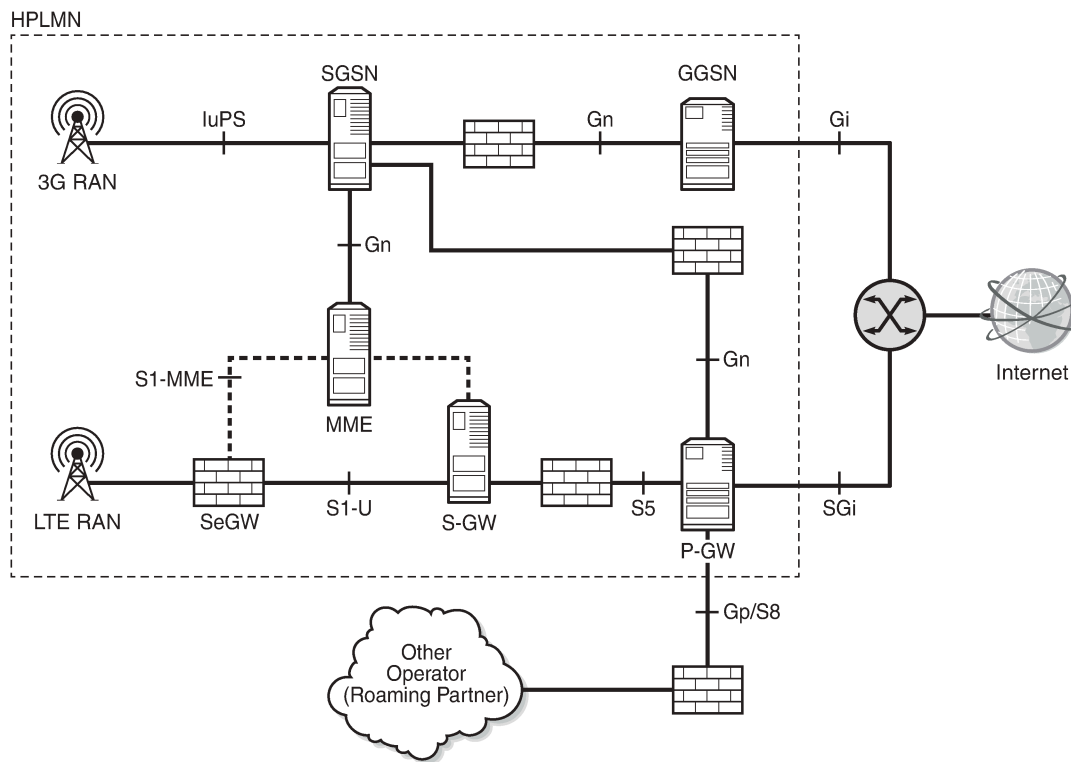 HPLMN
SGSN
GGSN
IuPS
Gn
Gi
3G RAN
Gn
Gn
Internet
S1-MME
MME
LTE RAN
SeGW
S1-U
S-GW
S5
P-GW
SGi
Gp/S8
Other
Operator
(Roaming Partner)